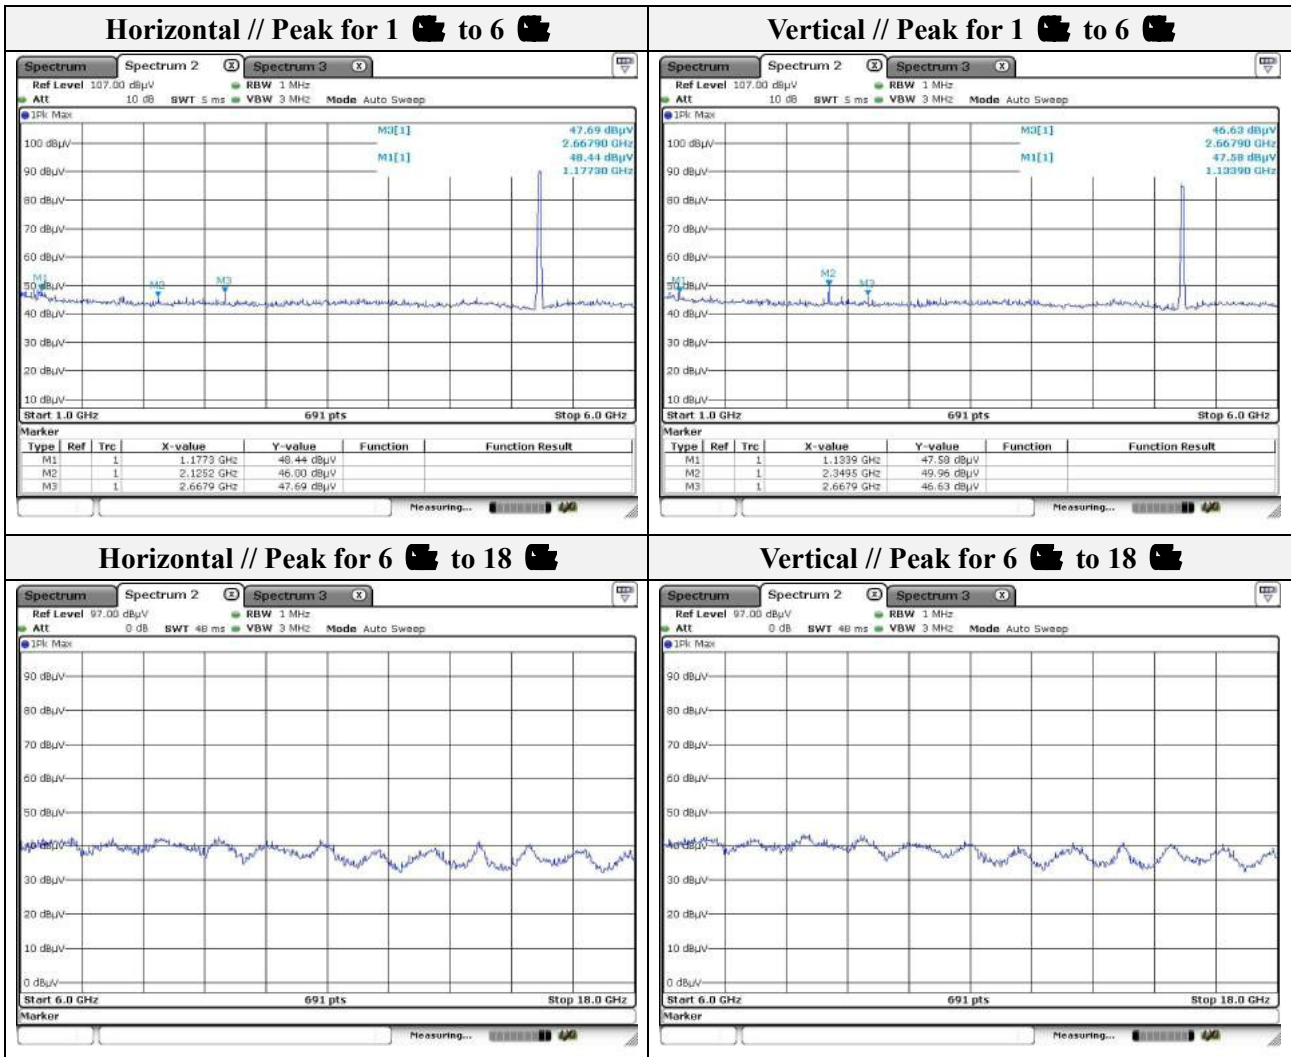 Horizontal // Peak for 1 to 6
Spectrum Spectrum 2 Spectrum 3
Ref Level 107.00 dBµV RBW 1 MHz
Att 10 dB SWT 5 ms VBW 3 MHz Mode Auto Sweep
1Pk Max
M3[1] 47.69 dBµV
2.66790 GHz
M1[1] 48.44 dBµV
1.17730 GHz
100 dBµV
90 dBµV
80 dBµV
70 dBµV
60 dBµV
M1 M2 M3
50 dBµV
40 dBµV
30 dBµV
20 dBµV
10 dBµV
Start 1.0 GHz 691 pts Stop 6.0 GHz
Marker
Type Ref Trc X-value Y-value Function Function Result
M1 1 1.1773 GHz 48.44 dBµV
M2 1 2.1252 GHz 46.00 dBµV
M3 1 2.6679 GHz 47.69 dBµV
Measuring...
Vertical // Peak for 1 to 6
Spectrum Spectrum 2 Spectrum 3
Ref Level 107.00 dBµV RBW 1 MHz
Att 10 dB SWT 5 ms VBW 3 MHz Mode Auto Sweep
1Pk Max
M3[1] 46.63 dBµV
2.66790 GHz
M1[1] 47.58 dBµV
1.13390 GHz
100 dBµV
90 dBµV
80 dBµV
70 dBµV
60 dBµV
M1 M2 M3
50 dBµV
40 dBµV
30 dBµV
20 dBµV
10 dBµV
Start 1.0 GHz 691 pts Stop 6.0 GHz
Marker
Type Ref Trc X-value Y-value Function Function Result
M1 1 1.1339 GHz 47.58 dBµV
M2 1 2.3495 GHz 49.96 dBµV
M3 1 2.6679 GHz 46.63 dBµV
Measuring...
Horizontal // Peak for 6 to 18
Spectrum Spectrum 2 Spectrum 3
Ref Level 97.00 dBµV RBW 1 MHz
Att 0 dB SWT 48 ms VBW 3 MHz Mode Auto Sweep
1Pk Max
90 dBµV
80 dBµV
70 dBµV
60 dBµV
50 dBµV
40 dBµV
30 dBµV
20 dBµV
10 dBµV
0 dBµV
Start 6.0 GHz 691 pts Stop 18.0 GHz
Marker
Measuring...
Vertical // Peak for 6 to 18
Spectrum Spectrum 2 Spectrum 3
Ref Level 97.00 dBµV RBW 1 MHz
Att 0 dB SWT 48 ms VBW 3 MHz Mode Auto Sweep
1Pk Max
90 dBµV
80 dBµV
70 dBµV
60 dBµV
50 dBµV
40 dBµV
30 dBµV
20 dBµV
10 dBµV
0 dBµV
Start 6.0 GHz 691 pts Stop 18.0 GHz
Marker
Measuring...